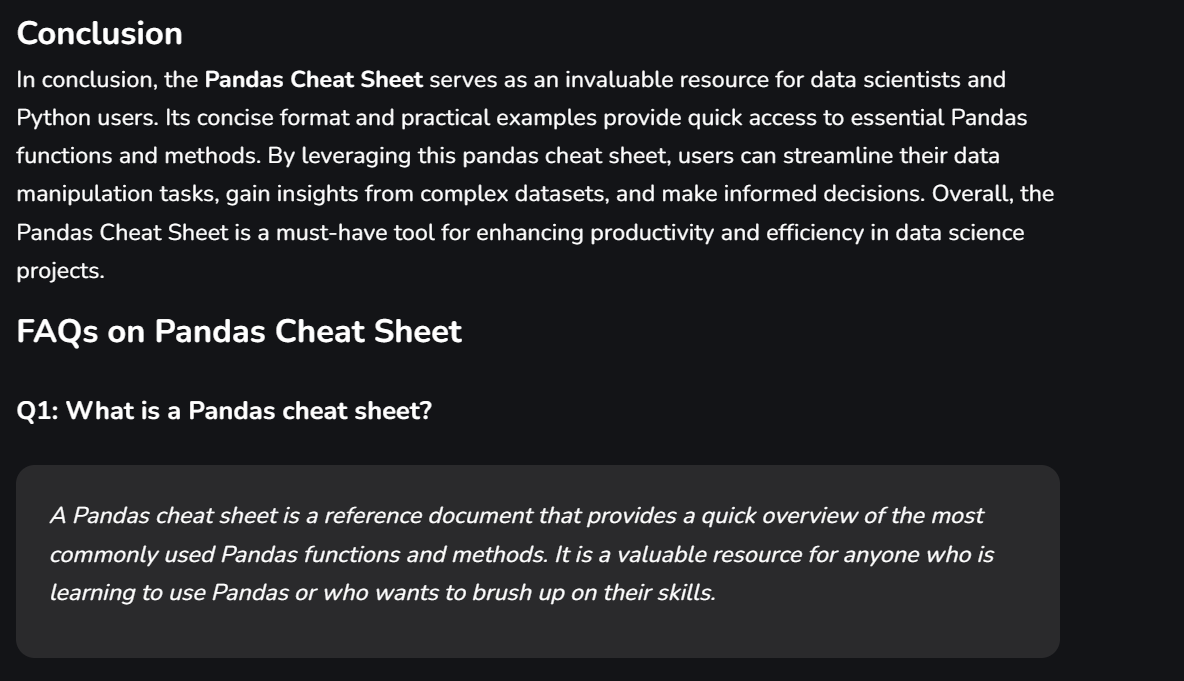 Conclusion
In conclusion, the Pandas Cheat Sheet serves as an invaluable resource for data scientists and
Python users. Its concise format and practical examples provide quick access to essential Pandas
functions and methods. By leveraging this pandas cheat sheet, users can streamline their data
manipulation tasks, gain insights from complex datasets, and make informed decisions. Overall, the
Pandas Cheat Sheet is a must-have tool for enhancing productivity and efficiency in data science
projects.
FAQs on Pandas Cheat Sheet
Q1: What is a Pandas cheat sheet?
A Pandas cheat sheet is a reference document that provides a quick overview of the most
commonly used Pandas functions and methods. It is a valuable resource for anyone who is
learning to use Pandas or who wants to brush up on their skills.